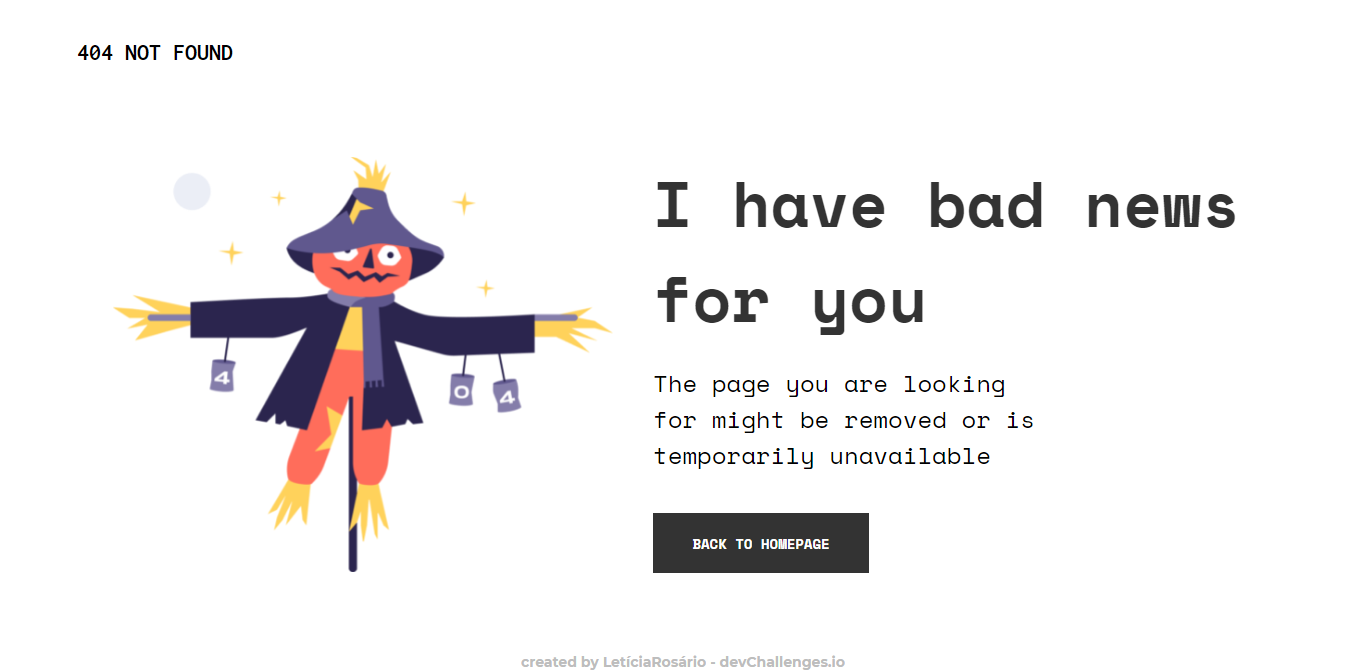 404 NOT FOUND
I have bad news
for you
4
0
4
The page you are looking
for might be removed or is
temporarily unavailable
BACK TO HOMEPAGE
created by LetíciaRosário - devChallenges.io